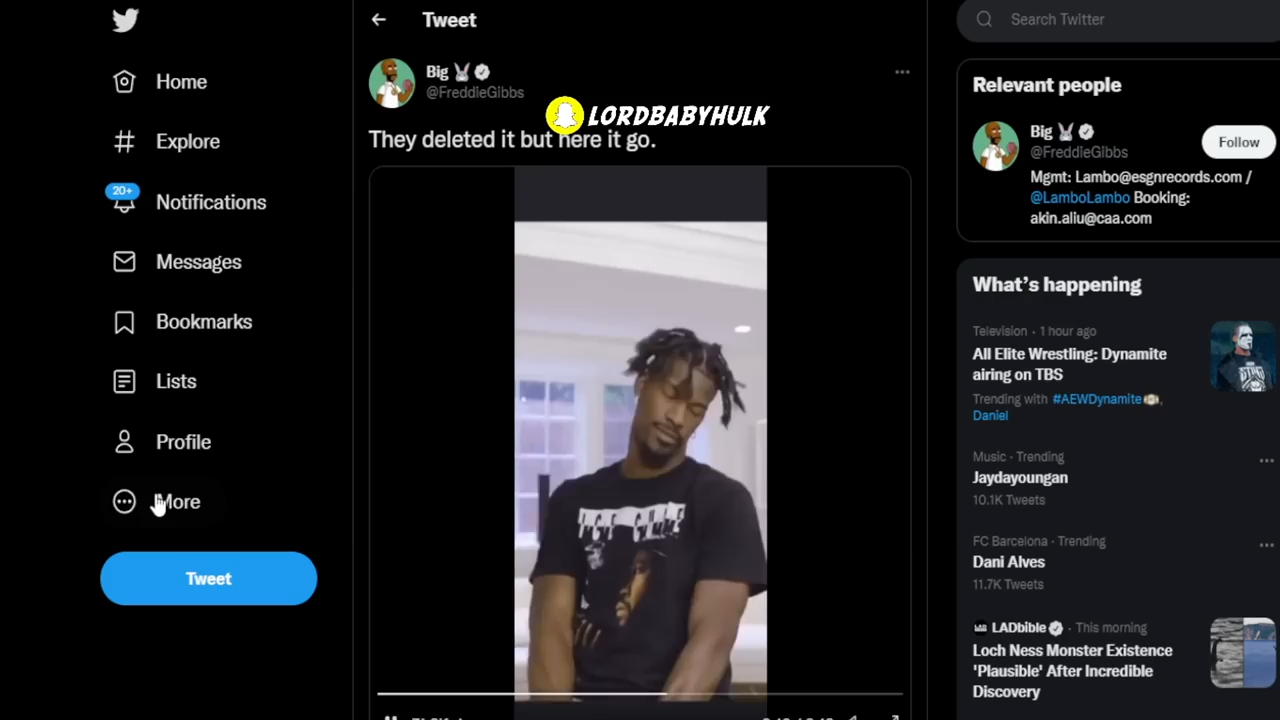 Home
Explore
20+
Notifications
Messages
Bookmarks
Lists
Profile
More
Tweet
Tweet
Big
@FreddieGibbs
LORDBABYHULK
They deleted it but here it go.
Search Twitter
Relevant people
Big
@FreddieGibbs
Follow
Mgmt: Lambo@esgnrecords.com /
@LamboLambo Booking:
akin.aliu@caa.com
What's happening
Television · 1 hour ago
All Elite Wrestling: Dynamite
airing on TBS
Trending with #AEWDynamite,
Daniel
Music · Trending
Jaydayoungan
10.1K Tweets
FC Barcelona · Trending
Dani Alves
11.7K Tweets
LADbible · This morning
Loch Ness Monster Existence
'Plausible' After Incredible
Discovery